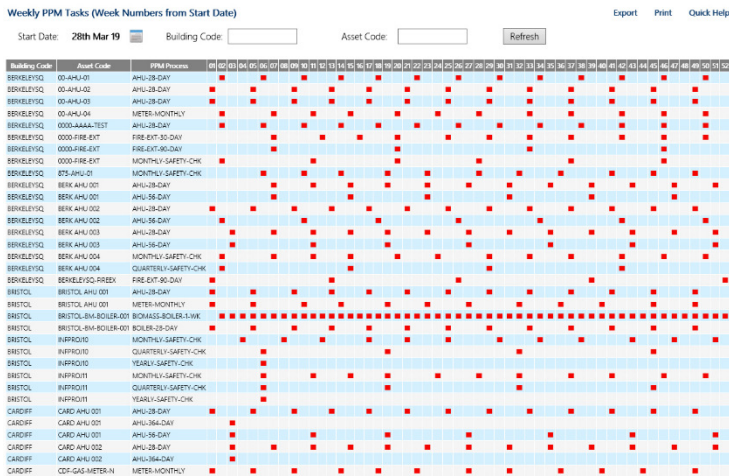 Weekly PPM Tasks (Week Numbers from Start Date) Export Print Quick Help
Start Date: 28th Mar 19 Building Code: Asset Code: Refresh
Building Code Asset Code PPM Process 01 02 03 04 05 06 07 08 09 10 11 12 13 14 15 16 17 18 19 20 21 22 23 24 25 26 27 28 29 30 31 32 33 34 35 36 37 38 39 40 41 42 43 44 45 46 47 48 49 50 51 52
BERKELEYSQ 00-AHU-01 AHU-28-DAY
BERKELEYSQ 00-AHU-02 AHU-28-DAY
BERKELEYSQ 00-AHU-03 AHU-28-DAY
BERKELEYSQ 00-AHU-04 METER-MONTHLY
BERKELEYSQ 0000-AAAA-TEST AHU-28-DAY
BERKELEYSQ 0000-FIRE-EXT FIRE-EXT-30-DAY
BERKELEYSQ 0000-FIRE-EXT FIRE-EXT-90-DAY
BERKELEYSQ 0000-FIRE-EXT MONTHLY-SAFETY-CHK
BERKELEYSQ 875-AHU-01 MONTHLY-SAFETY-CHK
BERKELEYSQ BERK AHU 001 AHU-28-DAY
BERKELEYSQ BERK AHU 001 AHU-56-DAY
BERKELEYSQ BERK AHU 002 AHU-28-DAY
BERKELEYSQ BERK AHU 002 AHU-56-DAY
BERKELEYSQ BERK AHU 003 AHU-28-DAY
BERKELEYSQ BERK AHU 003 AHU-56-DAY
BERKELEYSQ BERK AHU 004 MONTHLY-SAFETY-CHK
BERKELEYSQ BERK AHU 004 QUARTERLY-SAFETY-CHK
BERKELEYSQ BERKELEYSQ-FIREEX FIRE-EXT-90-DAY
BRISTOL BRISTOL AHU 001 AHU-28-DAY
BRISTOL BRISTOL AHU 001 METER-MONTHLY
BRISTOL BRISTOL-BM-BOILER-001 BIOMASS-BOILER-1-WK
BRISTOL BRISTOL-BM-BOILER-001 BOILER-28-DAY
BRISTOL INFPROJ10 MONTHLY-SAFETY-CHK
BRISTOL INFPROJ10 QUARTERLY-SAFETY-CHK
BRISTOL INFPROJ10 YEARLY-SAFETY-CHK
BRISTOL INFPROJ11 MONTHLY-SAFETY-CHK
BRISTOL INFPROJ11 QUARTERLY-SAFETY-CHK
BRISTOL INFPROJ11 YEARLY-SAFETY-CHK
CARDIFF CARD AHU 001 AHU-28-DAY
CARDIFF CARD AHU 001 AHU-364-DAY
CARDIFF CARD AHU 001 AHU-56-DAY
CARDIFF CARD AHU 002 AHU-28-DAY
CARDIFF CARD AHU 002 AHU-364-DAY
CARDIFF CDF-GAS-METER-N METER-MONTHLY